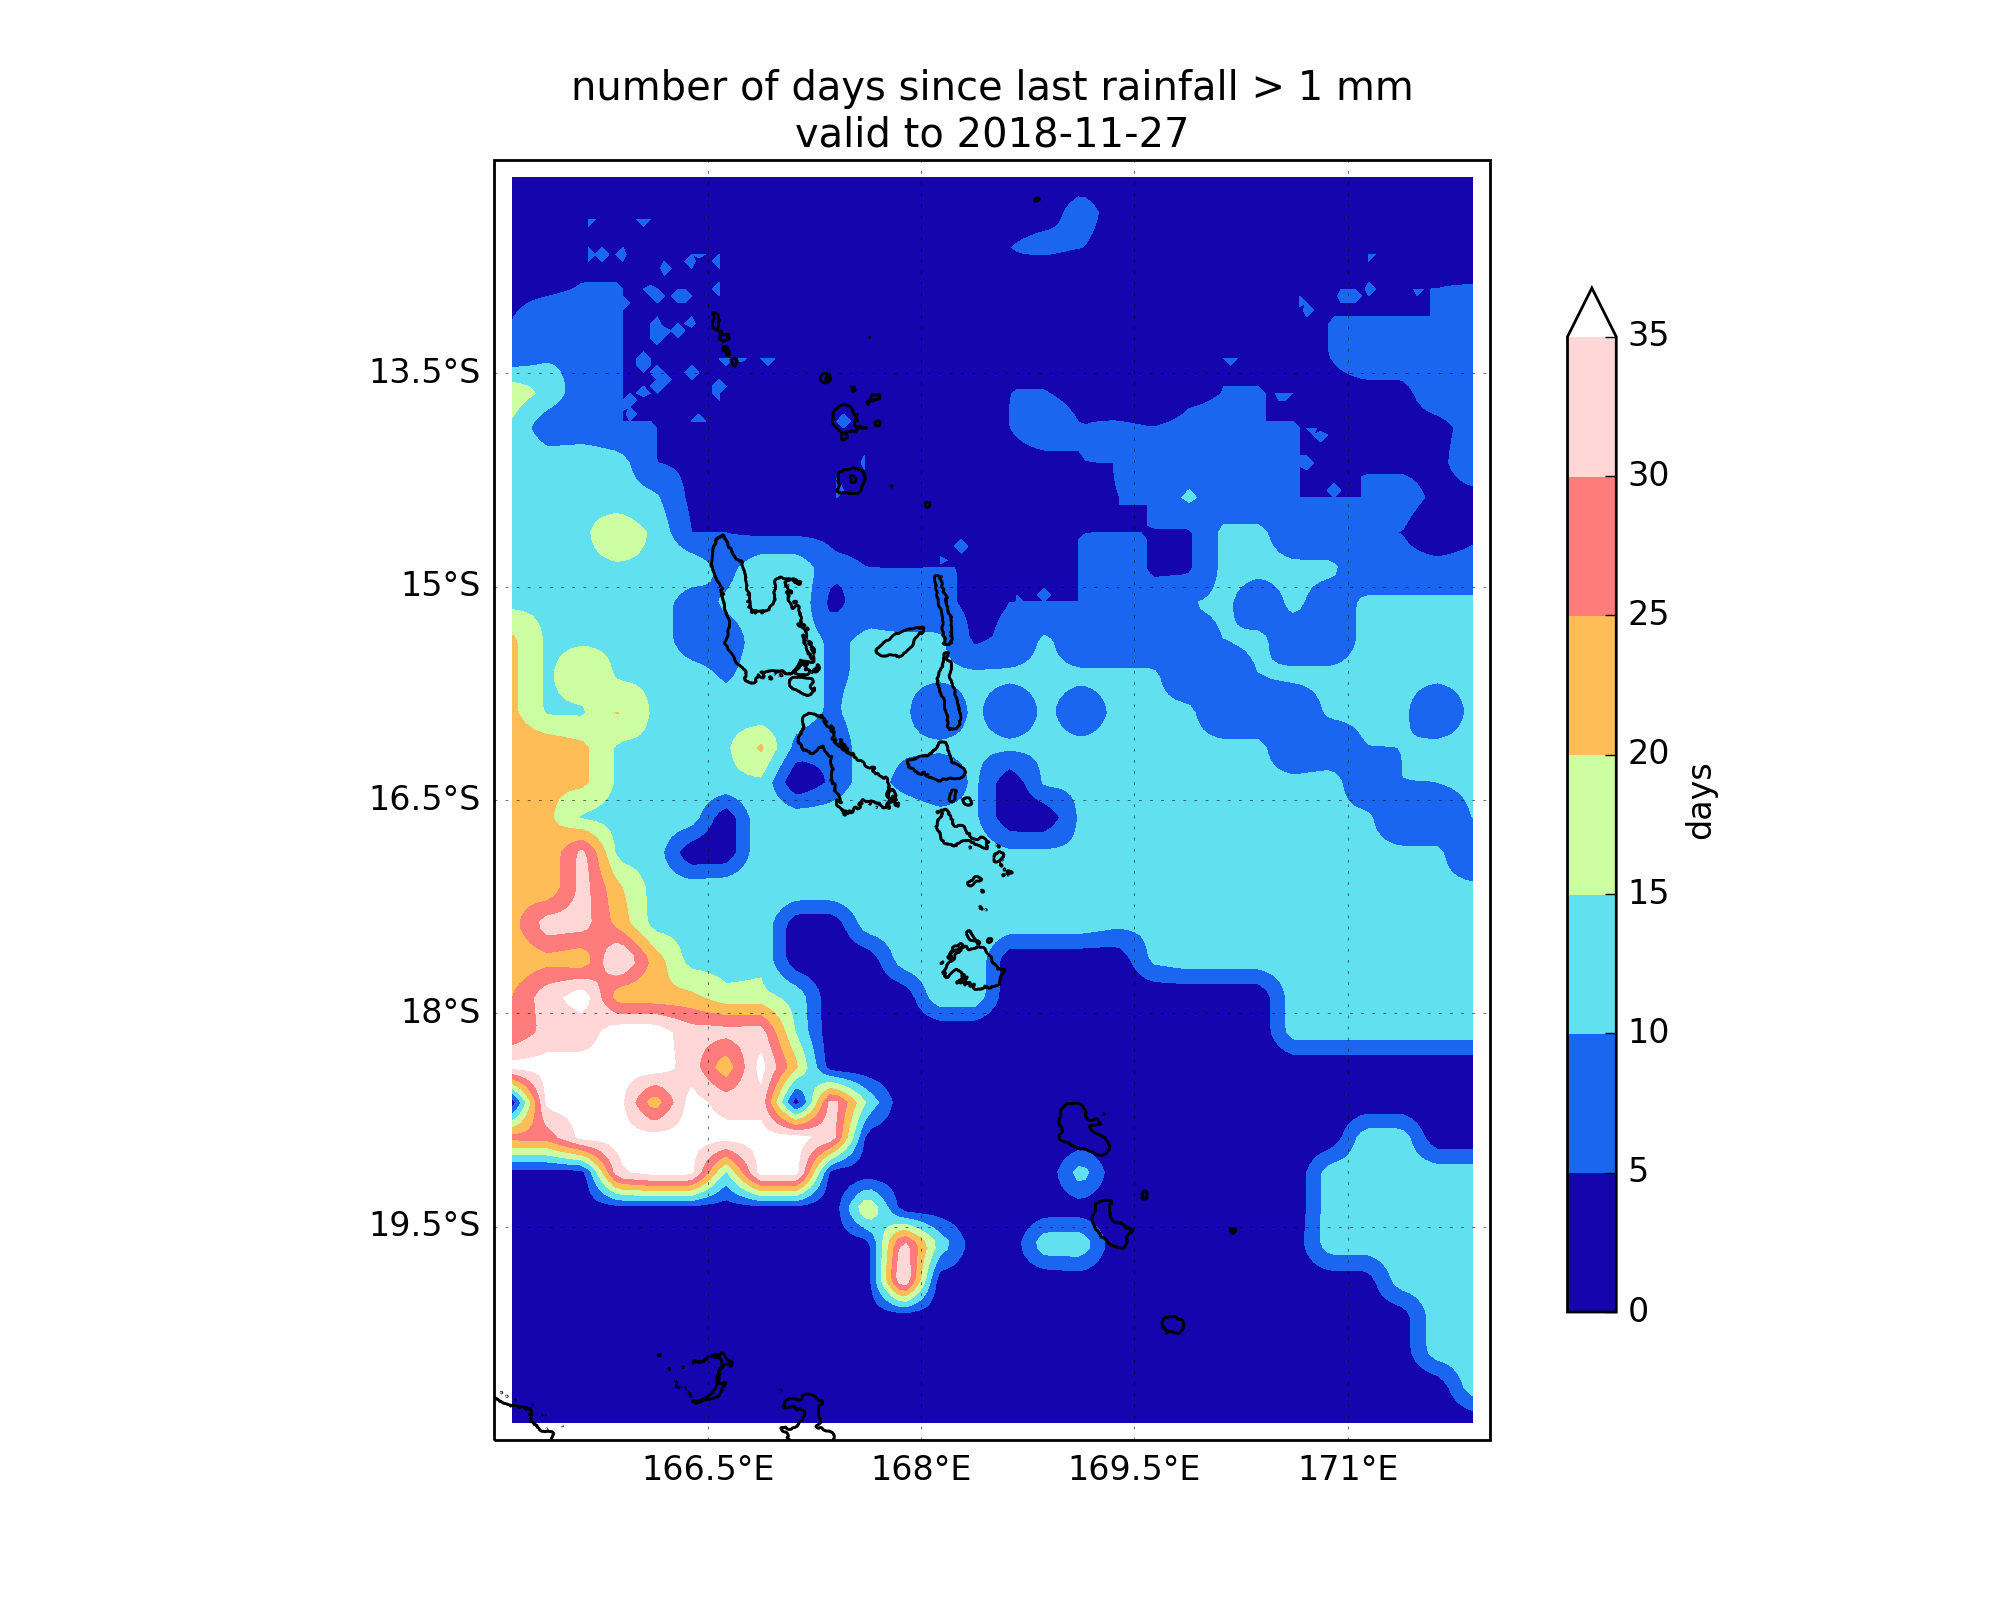 number of days since last rainfall > 1 mm
valid to 2018-11-27
13.5°S
15°S
16.5°S
18°S
19.5°S
166.5°E
168°E
169.5°E
171°E
35
30
25
20
15
10
5
0
days